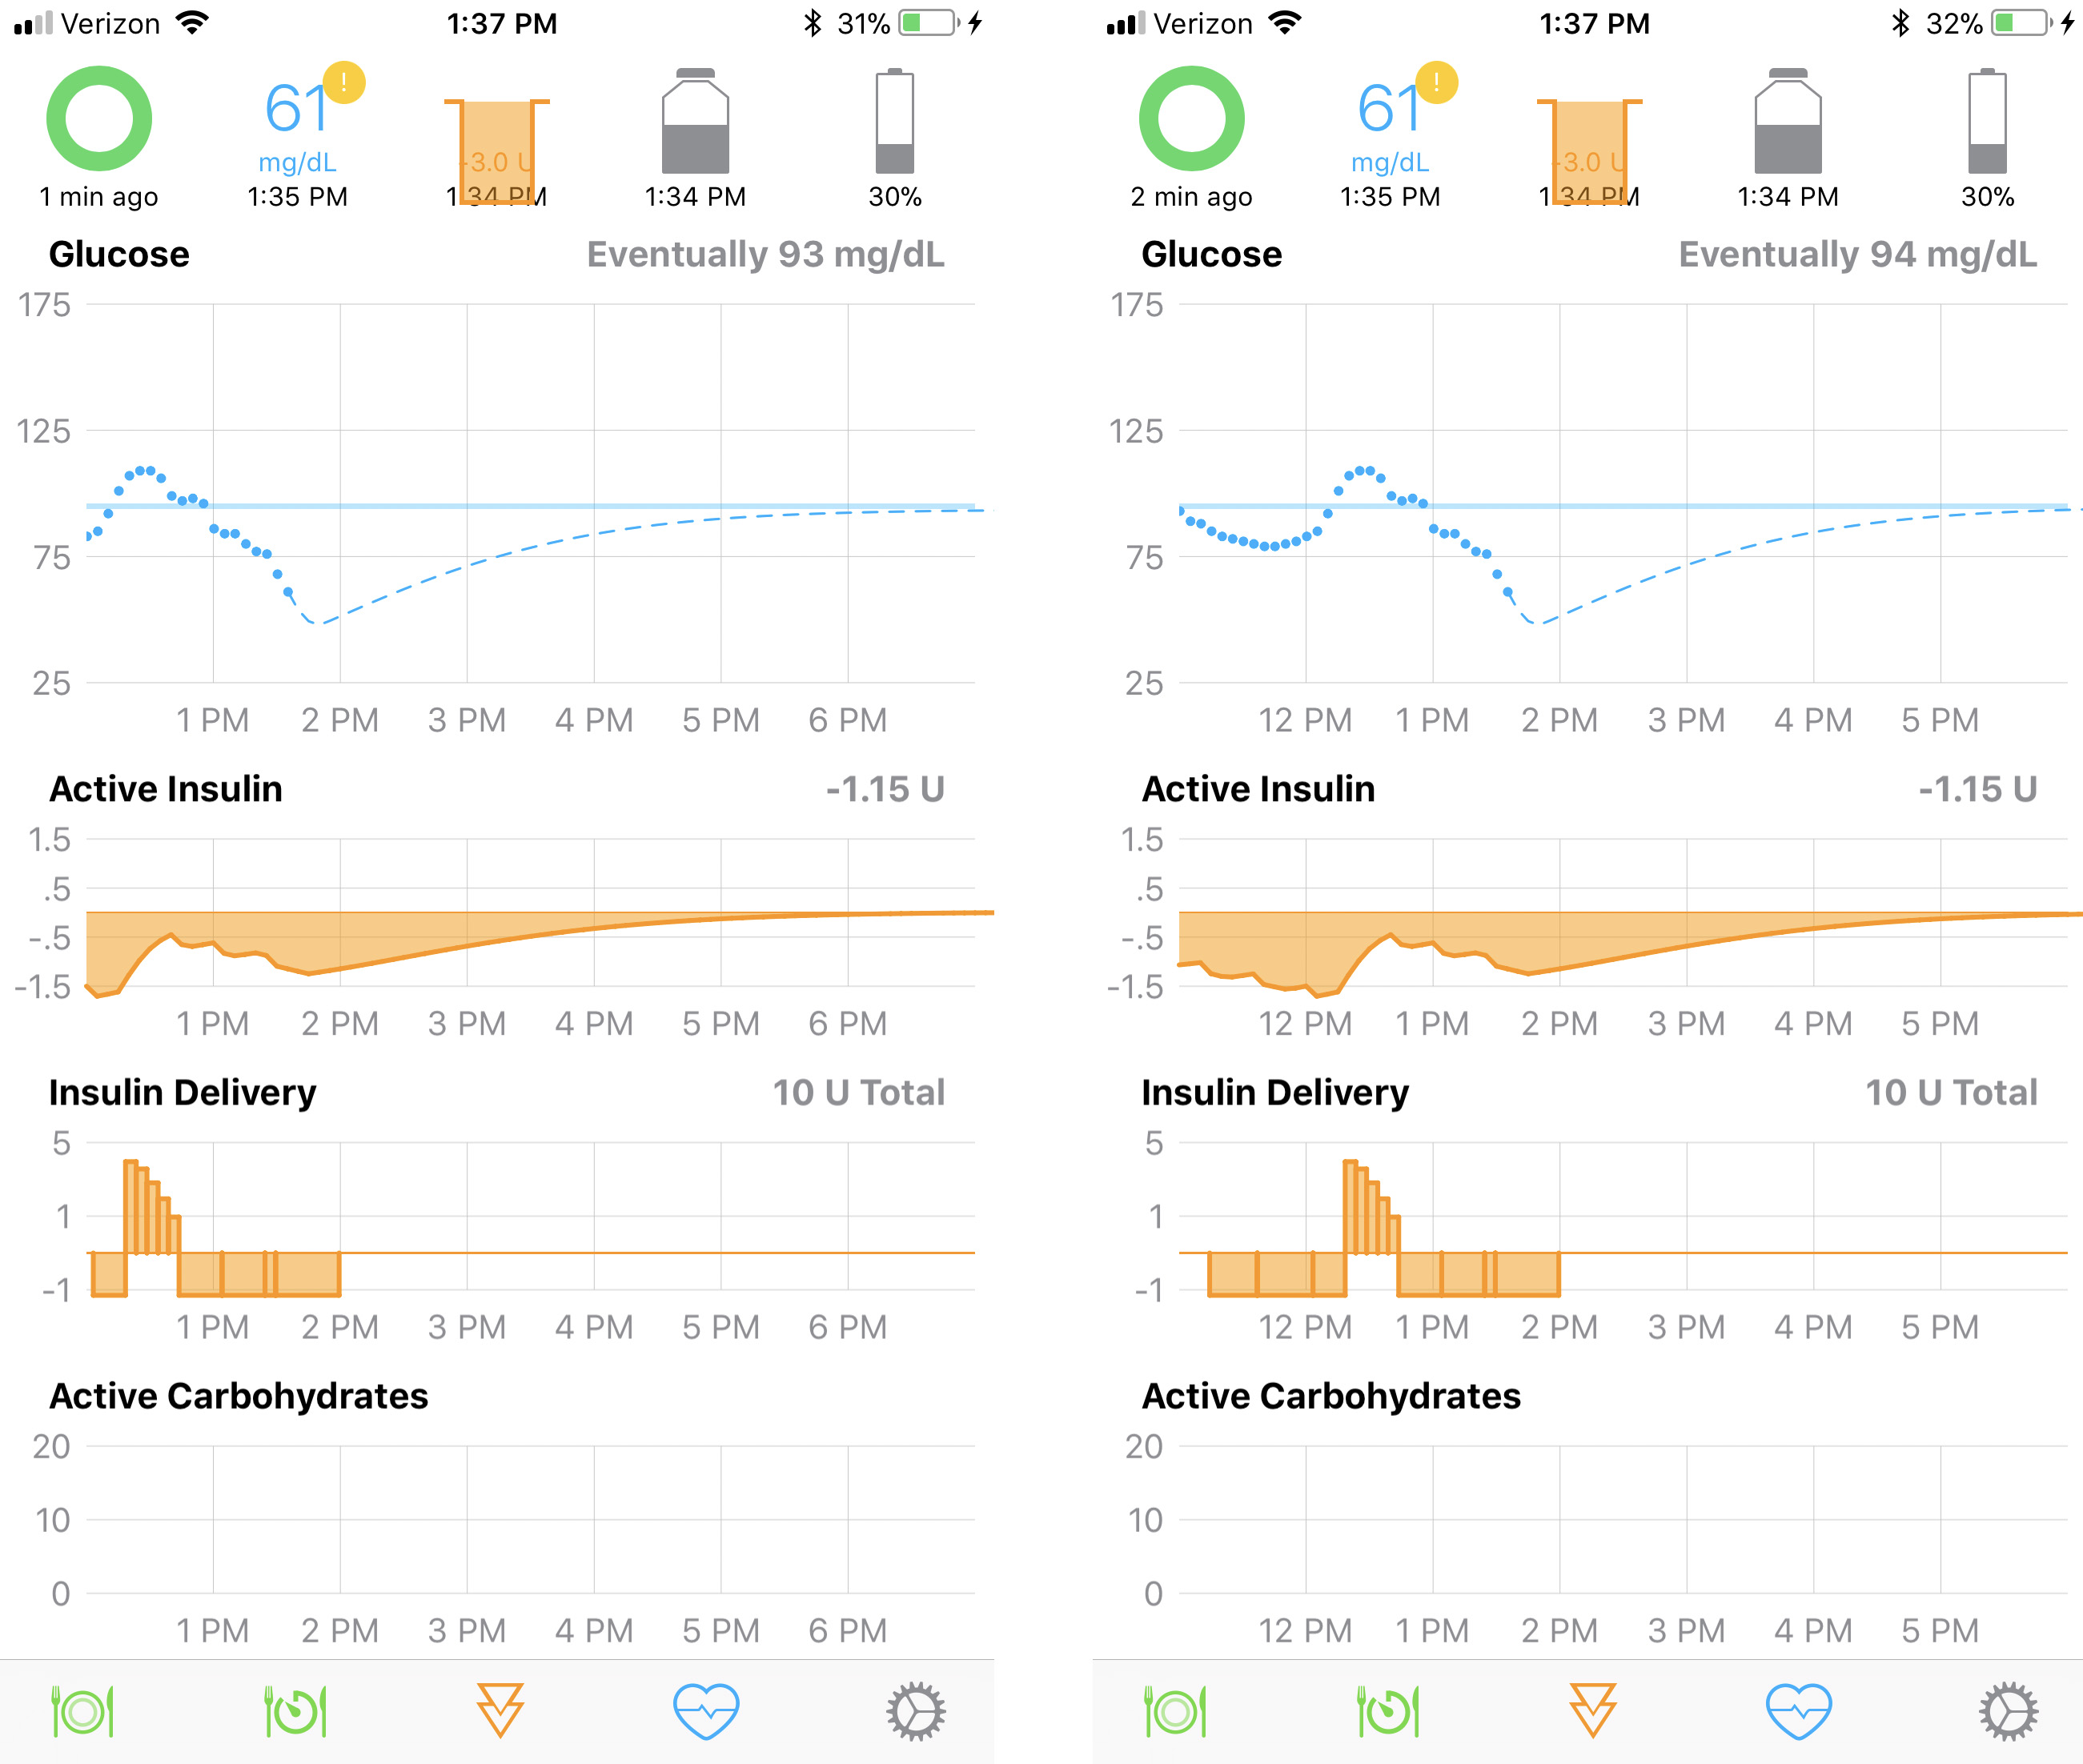 Verizon 1:37 PM 31%
61 !
mg/dL -3.0 U
1 min ago 1:35 PM 1:34 PM 1:34 PM 30%
Glucose Eventually 93 mg/dL
175
125
75
25
1 PM 2 PM 3 PM 4 PM 5 PM 6 PM
Active Insulin -1.15 U
1.5
.5
-.5
-1.5
1 PM 2 PM 3 PM 4 PM 5 PM 6 PM
Insulin Delivery 10 U Total
5
1
-1
1 PM 2 PM 3 PM 4 PM 5 PM 6 PM
Active Carbohydrates
20
10
0
1 PM 2 PM 3 PM 4 PM 5 PM 6 PM
Verizon 1:37 PM 32%
61 !
mg/dL -3.0 U
2 min ago 1:35 PM 1:34 PM 1:34 PM 30%
Glucose Eventually 94 mg/dL
175
125
75
25
12 PM 1 PM 2 PM 3 PM 4 PM 5 PM
Active Insulin -1.15 U
1.5
.5
-.5
-1.5
12 PM 1 PM 2 PM 3 PM 4 PM 5 PM
Insulin Delivery 10 U Total
5
1
-1
12 PM 1 PM 2 PM 3 PM 4 PM 5 PM
Active Carbohydrates
20
10
0
12 PM 1 PM 2 PM 3 PM 4 PM 5 PM